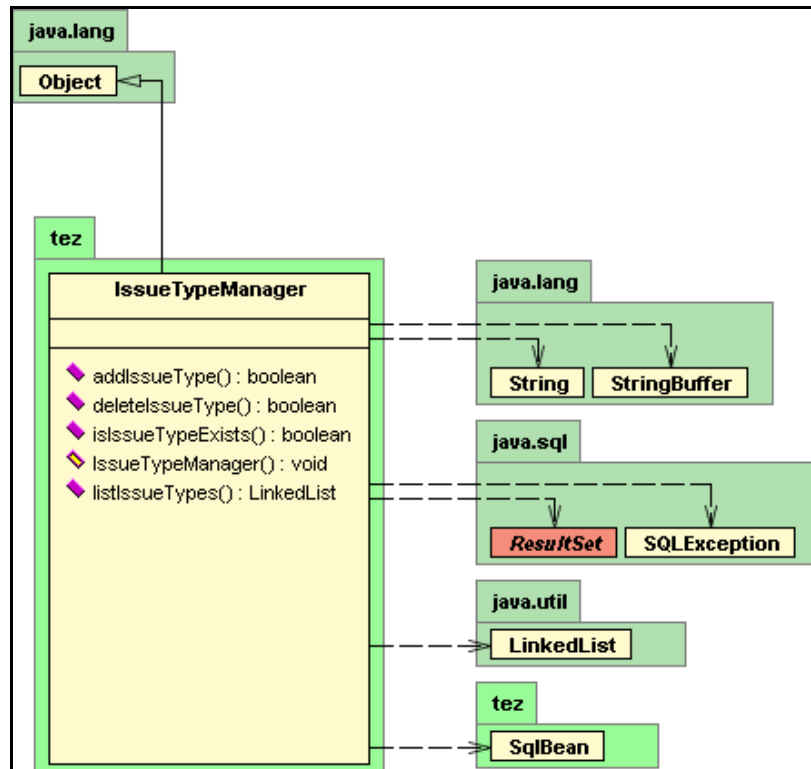 java.lang
Object
tez
IssueTypeManager
addIssueType() : boolean
deleteIssueType() : boolean
isIssueTypeExists() : boolean
IssueTypeManager() : void
listIssueTypes() : LinkedList
java.lang
String
StringBuffer
java.sql
ResultSet
SQLException
java.util
LinkedList
tez
SqlBean